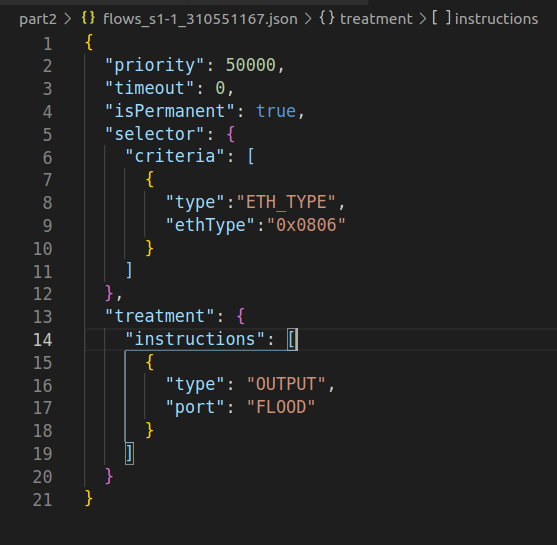 part2 > {} flows_s1-1_310551167.json > {} treatment > [ ] instructions
1 {
2   "priority": 50000,
3   "timeout": 0,
4   "isPermanent": true,
5   "selector": {
6     "criteria": [
7       {
8         "type":"ETH_TYPE",
9         "ethType":"0x0806"
10       }
11     ]
12   },
13   "treatment": {
14     "instructions": [
15       {
16         "type": "OUTPUT",
17         "port": "FLOOD"
18       }
19     ]
20   }
21 }